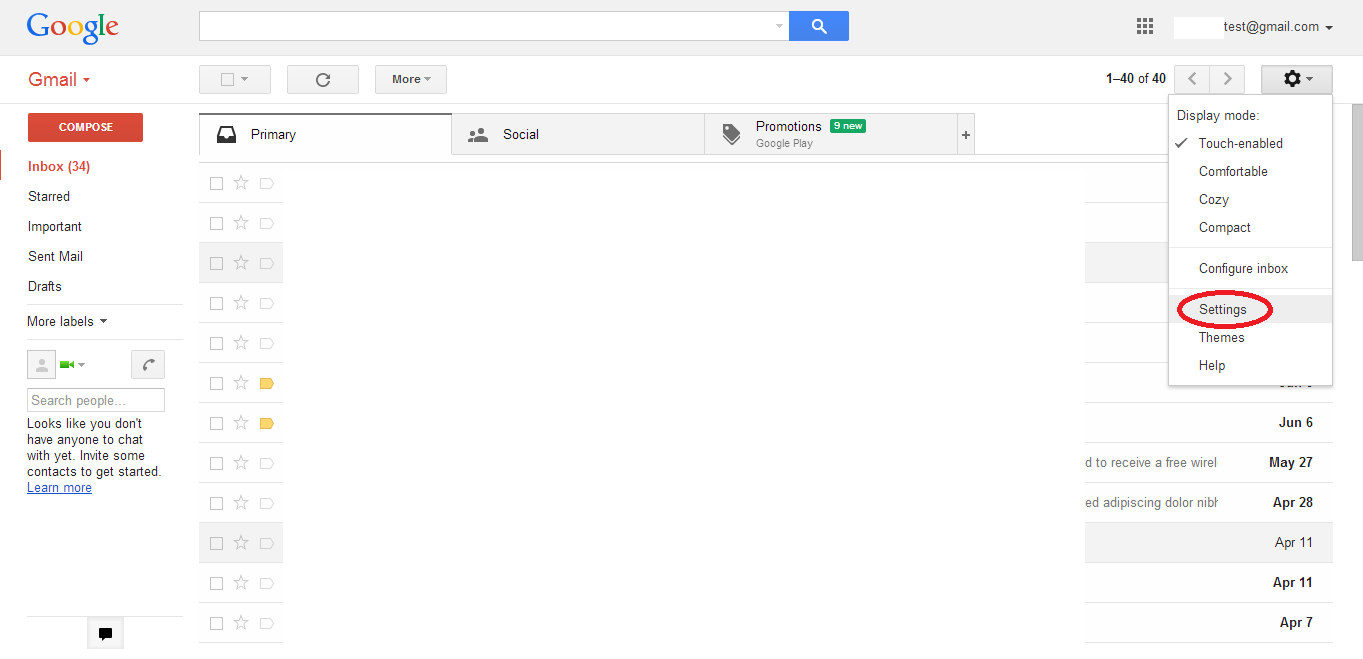 Google
test@gmail.com
Gmail
More
1–40 of 40
COMPOSE
Primary
Social
Promotions 9 new
Google Play
+
Inbox (34)
Starred
Important
Sent Mail
Drafts
More labels
Search people...
Looks like you don't
have anyone to chat
with yet. Invite some
contacts to get started.
Learn more
Display mode:
Touch-enabled
Comfortable
Cozy
Compact
Configure inbox
Settings
Themes
Help
Jun 6
d to receive a free wirel May 27
ed adipiscing dolor nibh Apr 28
Apr 11
Apr 11
Apr 7